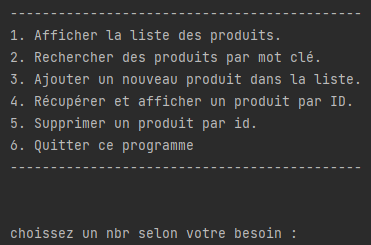 ----------------------------------------
1. Afficher la liste des produits.
2. Rechercher des produits par mot clé.
3. Ajouter un nouveau produit dans la liste.
4. Récupérer et afficher un produit par ID.
5. Supprimer un produit par id.
6. Quitter ce programme
----------------------------------------
choissez un nbr selon votre besoin :